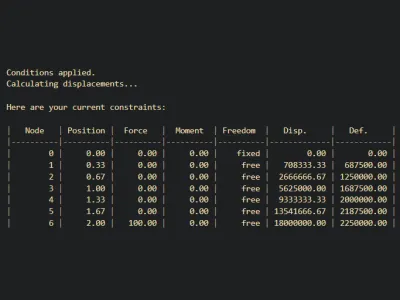 Conditions applied.
Calculating displacements...
Here are your current constraints:
| Node | Position | Force | Moment | Freedom | Disp. | Def. |
|----------|----------|----------|----------|----------|------------|------------|
| 0 | 0.00 | 0.00 | 0.00 | fixed | 0.00 | 0.00 |
| 1 | 0.33 | 0.00 | 0.00 | free | 708333.33 | 687500.00 |
| 2 | 0.67 | 0.00 | 0.00 | free | 2666666.67 | 1250000.00 |
| 3 | 1.00 | 0.00 | 0.00 | free | 5625000.00 | 1687500.00 |
| 4 | 1.33 | 0.00 | 0.00 | free | 9333333.33 | 2000000.00 |
| 5 | 1.67 | 0.00 | 0.00 | free | 13541666.67 | 2187500.00 |
| 6 | 2.00 | 100.00 | 0.00 | free | 18000000.00 | 2250000.00 |